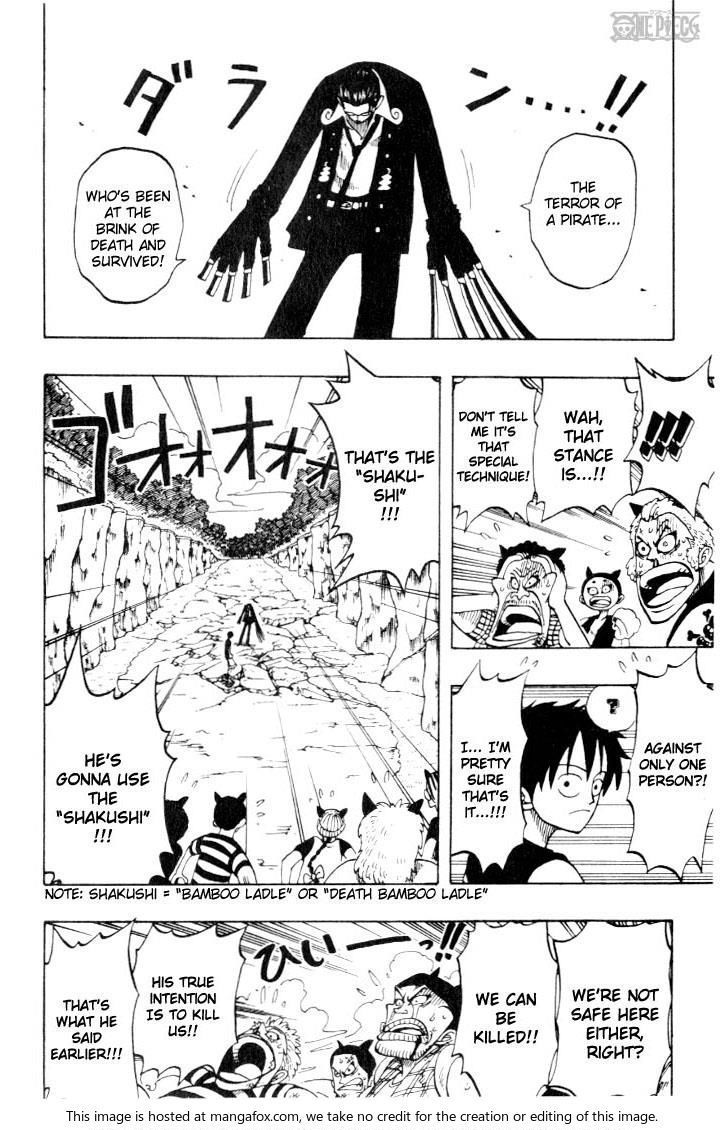 ONE PIECE
ダラン・・・・!!
THE
TERROR OF
A PIRATE...
WHO'S BEEN
AT THE
BRINK OF
DEATH AND
SURVIVED!
!!!
WAH,
THAT
STANCE
IS...!!
DON'T TELL
ME IT'S
THAT
SPECIAL
TECHNIQUE!
THAT'S THE
"SHAKU-
SHI"
!!!
ゴオオオオオ
HE'S
GONNA USE
THE
"SHAKUSHI"
!!!
?
AGAINST
ONLY ONE
PERSON?!
I... I'M
PRETTY
SURE
THAT'S
IT...!!!
NOTE: SHAKUSHI = "BAMBOO LADLE" OR "DEATH BAMBOO LADLE"
WE'RE NOT
SAFE HERE
EITHER,
RIGHT?
WE CAN
BE
KILLED!!
ひいーっ!!
HIS TRUE
INTENTION
IS TO KILL
US!!
THAT'S
WHAT HE
SAID
EARLIER!!!
This image is hosted at mangafox.com, we take no credit for the creation or editing of this image.